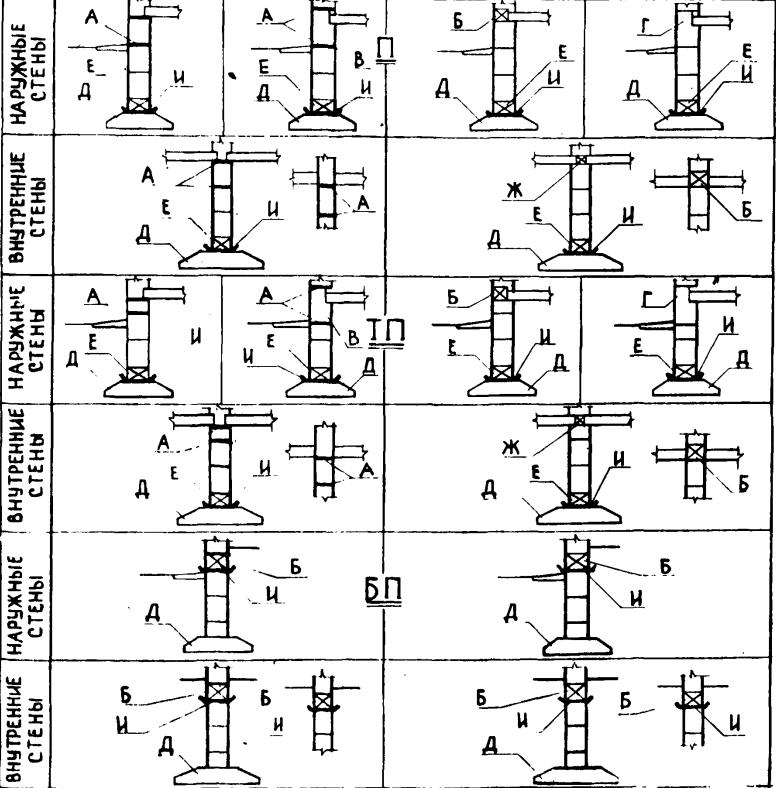 НАРУЖНЫЕ
СТЕНЫ
А
Е
Д
И
А
Е
Д
В
И
П
Б
Е
И
Д
Г
Е
И
Д
ВНУТРЕННИЕ
СТЕНЫ
А
Е
И
Д
А
Ж
Е
И
Д
Б
НАРУЖНЫЕ
СТЕНЫ
А
И
Е
Д
А
В
Е
И
Д
ТП
Б
Е
И
Д
Г
Е
И
Д
ВНУТРЕННИЕ
СТЕНЫ
А
Е
И
Д
А
Ж
Е
И
Д
Б
НАРУЖНЫЕ
СТЕНЫ
Б
И
Д
БП
Б
И
Д
ВНУТРЕННИЕ
СТЕНЫ
Б
И
Д
Б
И
Б
И
Д
Б
И